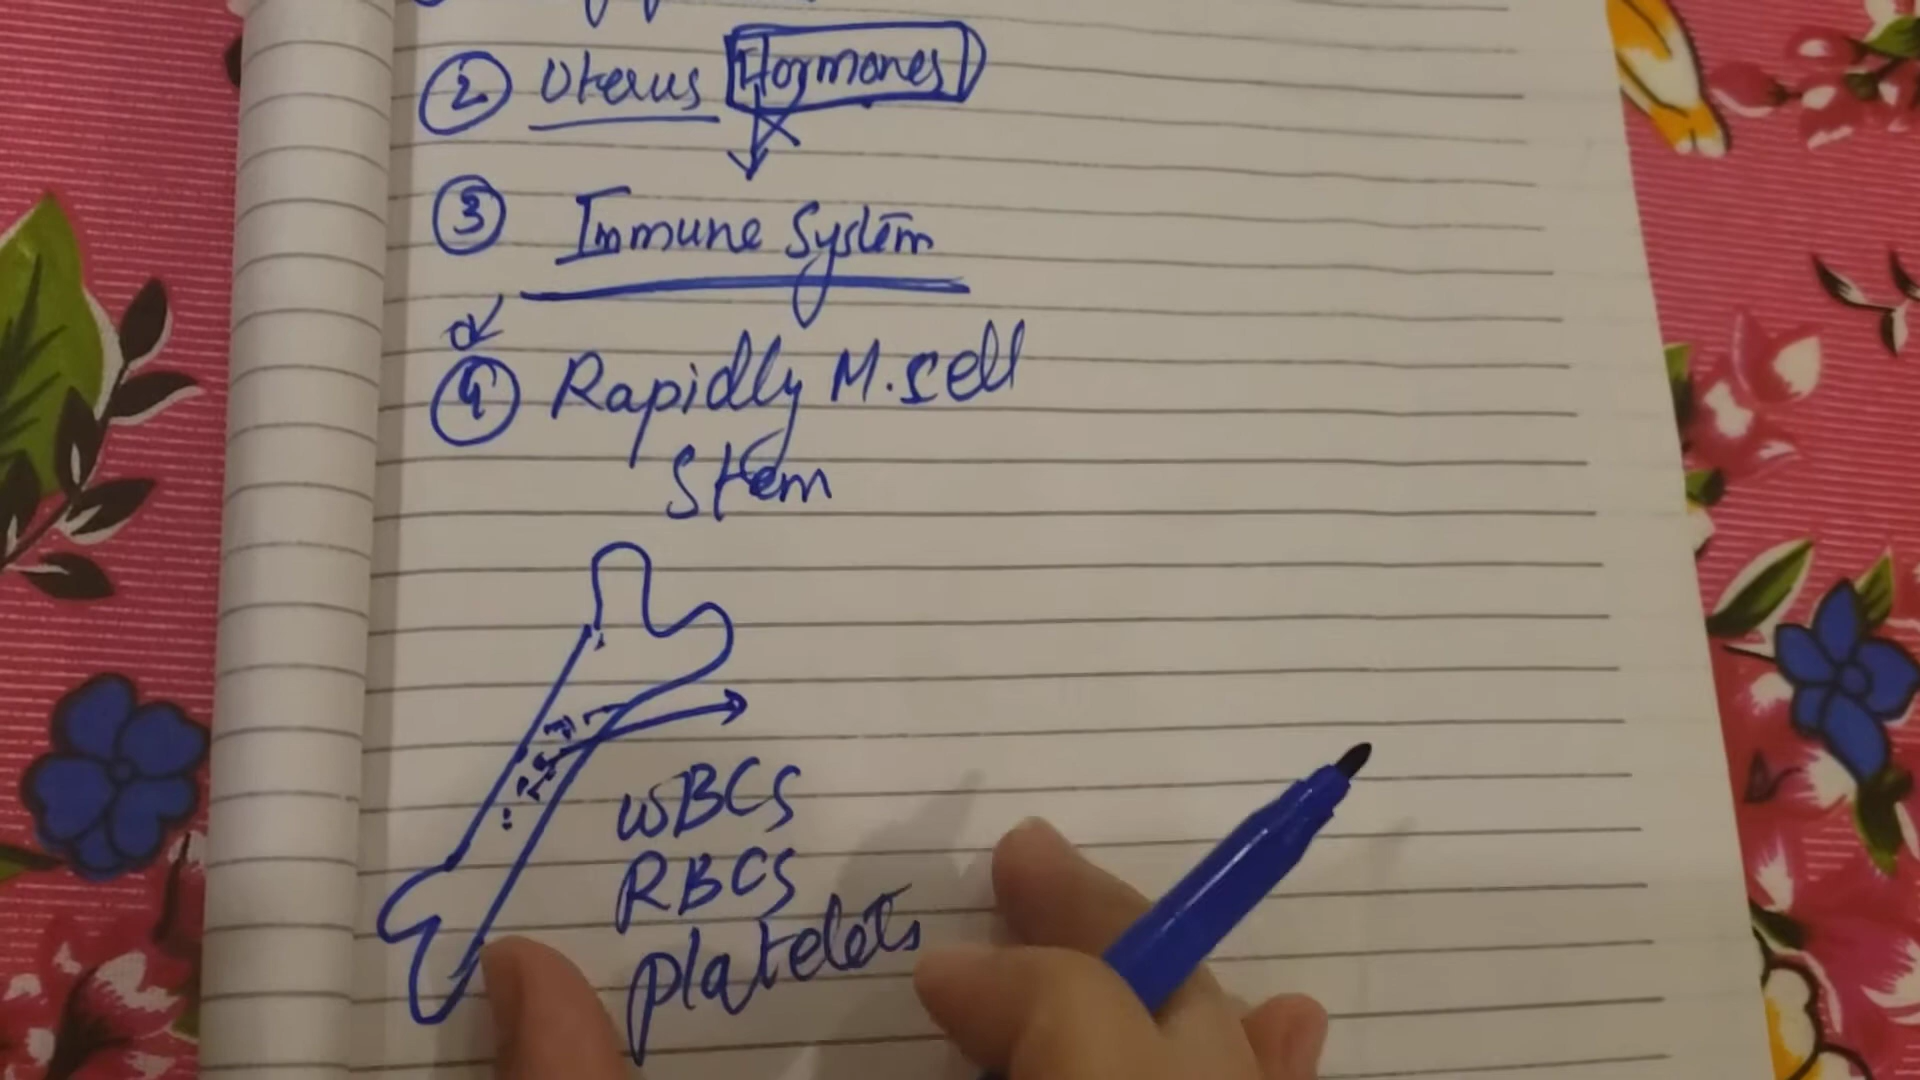 ② Uterus Hormones
③ Immune System
④ Rapidly M.cell
Stem
WBCS
RBCS
Platelets